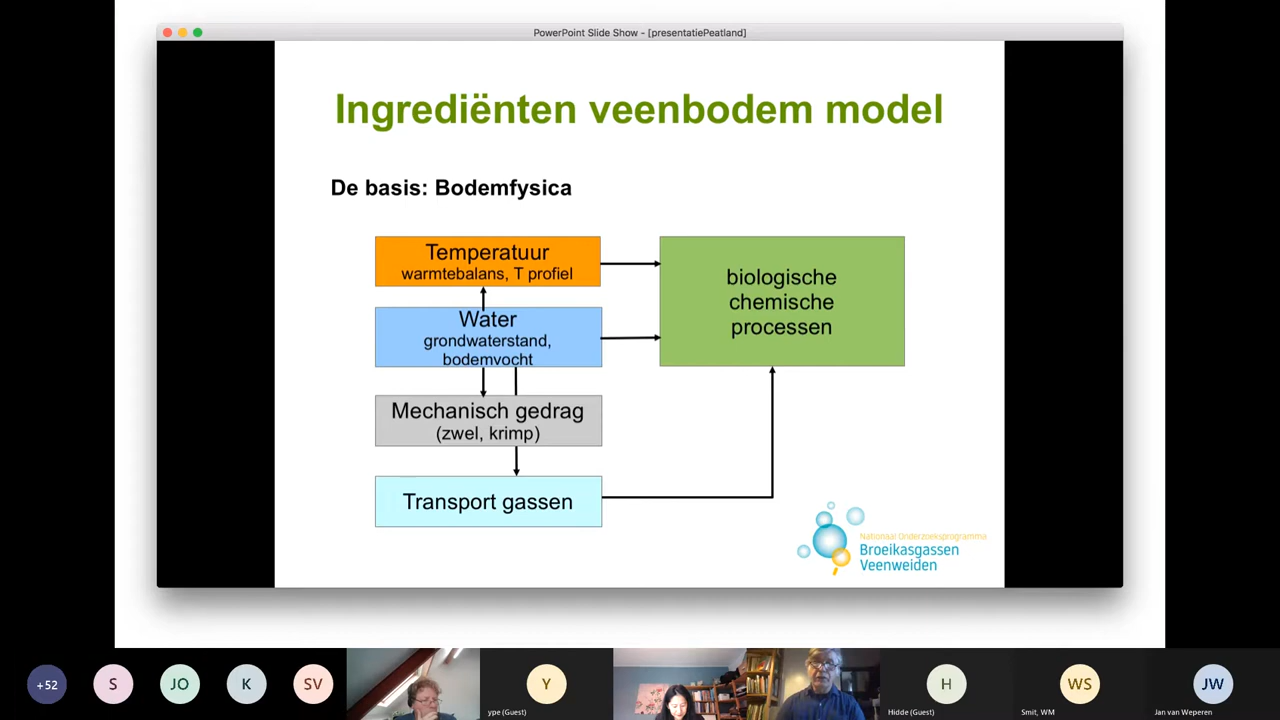 PowerPoint Slide Show - [presentatiePeatland]
Ingrediënten veenbodem model
De basis: Bodemfysica
Temperatuur
warmtebalans, T profiel
Water
grondwaterstand,
bodemvocht
Mechanisch gedrag
(zwel, krimp)
Transport gassen
biologische
chemische
processen
Nationaal Onderzoeksprogramma
Broeikasgassen
Veenweiden
+52
S
JO
K
SV
Y
ype (Guest)
H
Hidde (Guest)
WS
Smit, WM
JW
Jan van Weperen